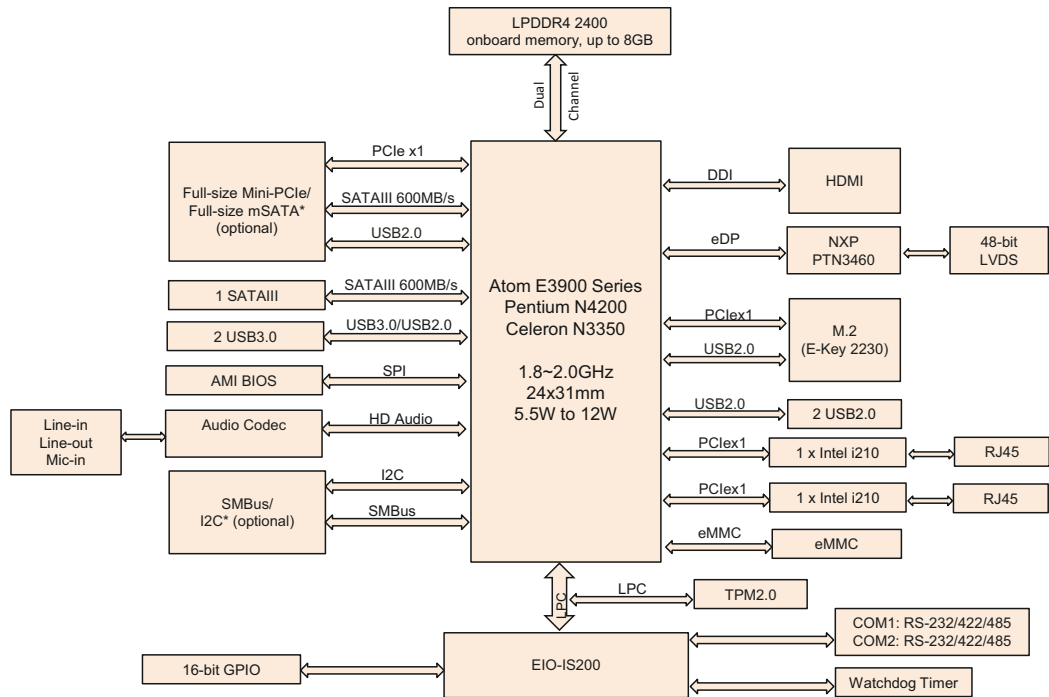 LPDDR4 2400
onboard memory, up to 8GB
Dual
Channel
Full-size Mini-PCIe/
Full-size mSATA*
(optional)
PCIe x1
SATAIII 600MB/s
USB2.0
1 SATAIII
SATAIII 600MB/s
2 USB3.0
USB3.0/USB2.0
AMI BIOS
SPI
Line-in
Line-out
Mic-in
Audio Codec
HD Audio
SMBus/
I2C* (optional)
I2C
SMBus
Atom E3900 Series
Pentium N4200
Celeron N3350
1.8~2.0GHz
24x31mm
5.5W to 12W
DDI
HDMI
eDP
NXP
PTN3460
48-bit
LVDS
PCIex1
USB2.0
M.2
(E-Key 2230)
USB2.0
2 USB2.0
PCIex1
1 x Intel i210
RJ45
PCIex1
1 x Intel i210
RJ45
eMMC
eMMC
LPC
LPC
TPM2.0
EIO-IS200
16-bit GPIO
COM1: RS-232/422/485
COM2: RS-232/422/485
Watchdog Timer